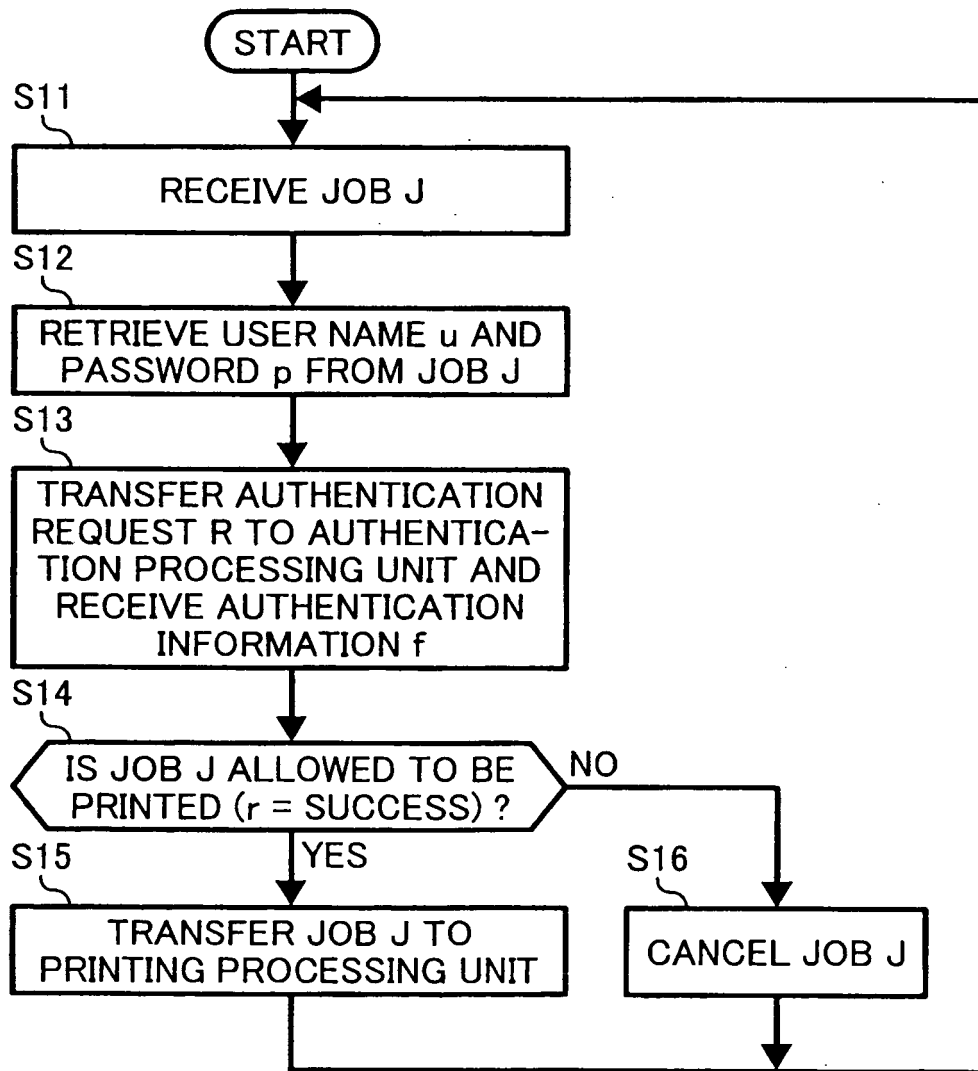 START
S11
RECEIVE JOB J
S12
RETRIEVE USER NAME u AND
PASSWORD p FROM JOB J
S13
TRANSFER AUTHENTICATION
REQUEST R TO AUTHENTICA-
TION PROCESSING UNIT AND
RECEIVE AUTHENTICATION
INFORMATION f
S14
IS JOB J ALLOWED TO BE
PRINTED (r = SUCCESS) ?
NO
YES
S15
TRANSFER JOB J TO
PRINTING PROCESSING UNIT
S16
CANCEL JOB J